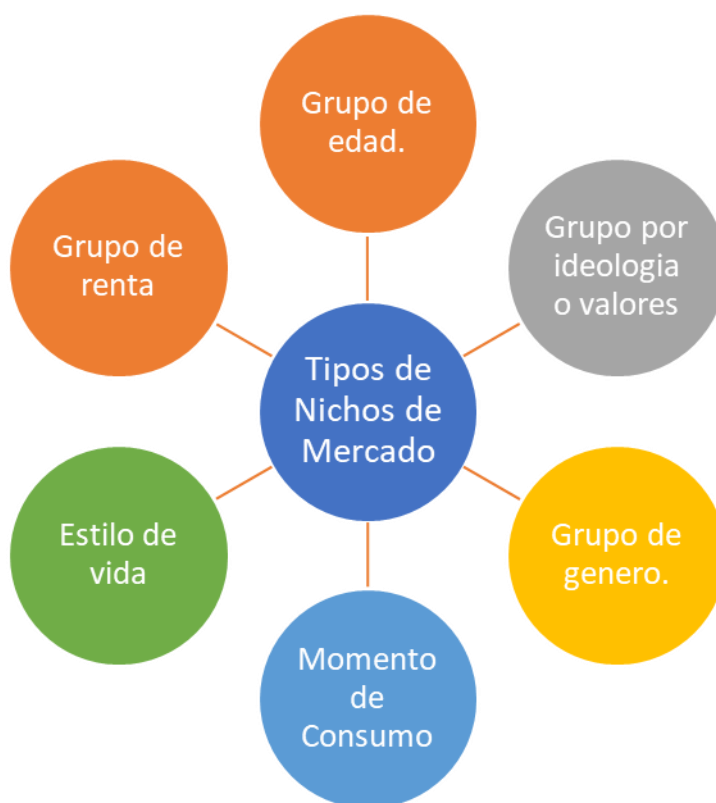 Grupo de
edad.
Grupo de
renta
Grupo por
ideologia
o valores
Tipos de
Nichos de
Mercado
Estilo de
vida
Grupo de
genero.
Momento
de
Consumo